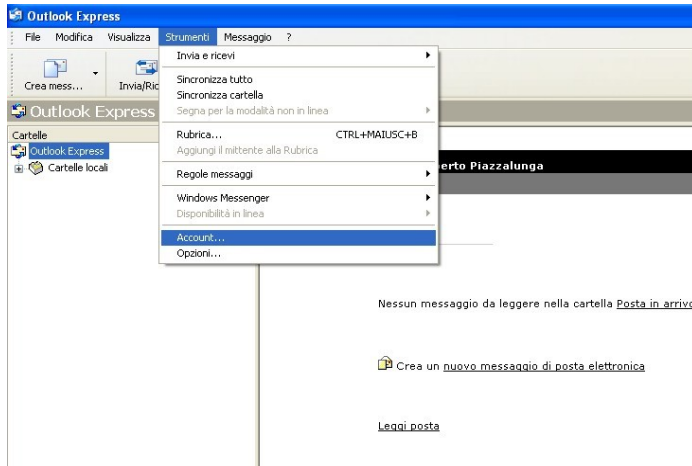 Outlook Express
File Modifica Visualizza Strumenti Messaggio ?
Crea mess... Invia/Ric
Outlook Express
Cartelle
Outlook Express
Cartelle locali
Invia e ricevi
Sincronizza tutto
Sincronizza cartella
Segna per la modalità non in linea
Rubrica... CTRL+MAIUSC+B
Aggiungi il mittente alla Rubrica
Regole messaggi
Windows Messenger
Disponibilità in linea
Account...
Opzioni...
erto Piazzalunga
Nessun messaggio da leggere nella cartella Posta in arrivo
Crea un nuovo messaggio di posta elettronica
Leggi posta